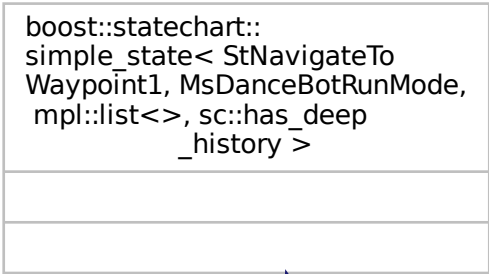 boost::statechart::
simple_state< StNavigateTo
Waypoint1, MsDanceBotRunMode,
mpl::list<>, sc::has_deep
_history >